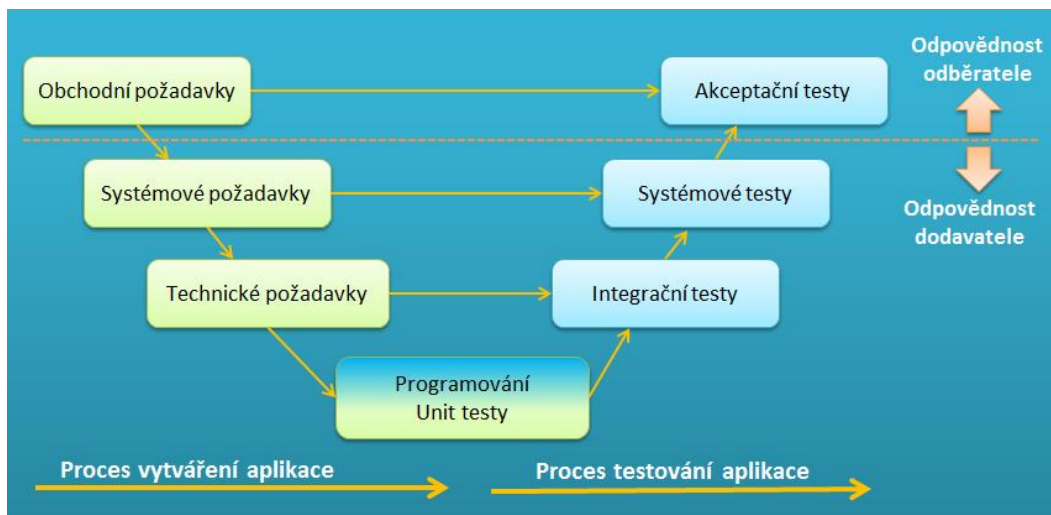 Obchodní požadavky
Akceptační testy
Odpovědnost
odběratele
Systémové požadavky
Systémové testy
Odpovědnost
dodavatele
Technické požadavky
Integrační testy
Programování
Unit testy
Proces vytváření aplikace
Proces testování aplikace